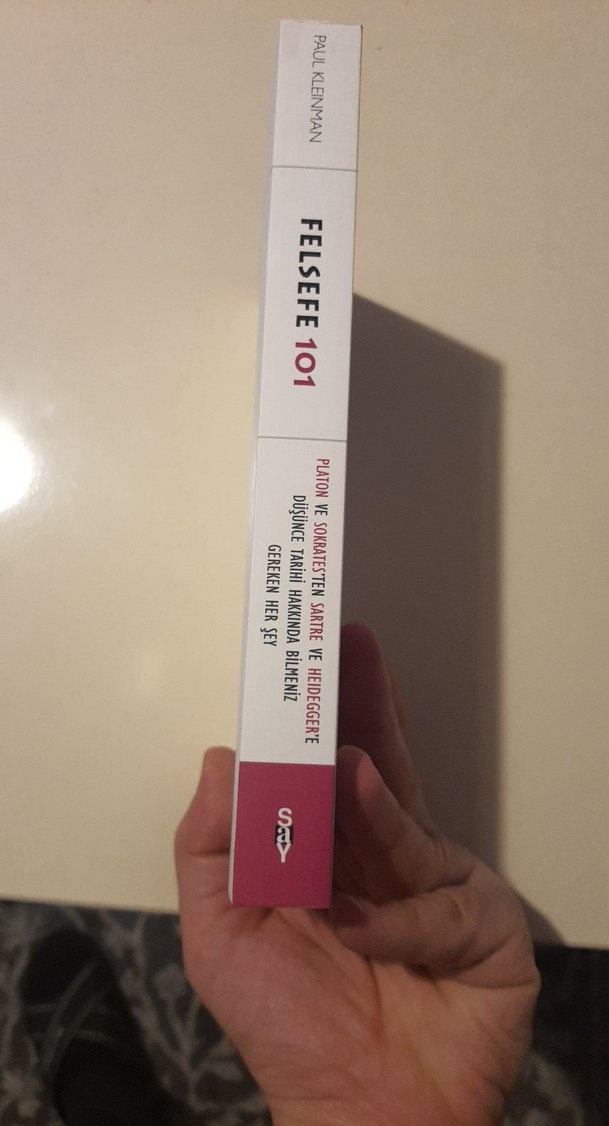 PAUL KLEINMAN
FELSEFE 101
PLATON VE SOKRATES'TEN SARTRE VE HEIDEGGER'E
DÜŞÜNCE TARİHİ HAKKINDA BİLMENİZ
GEREKEN HER ŞEY
say